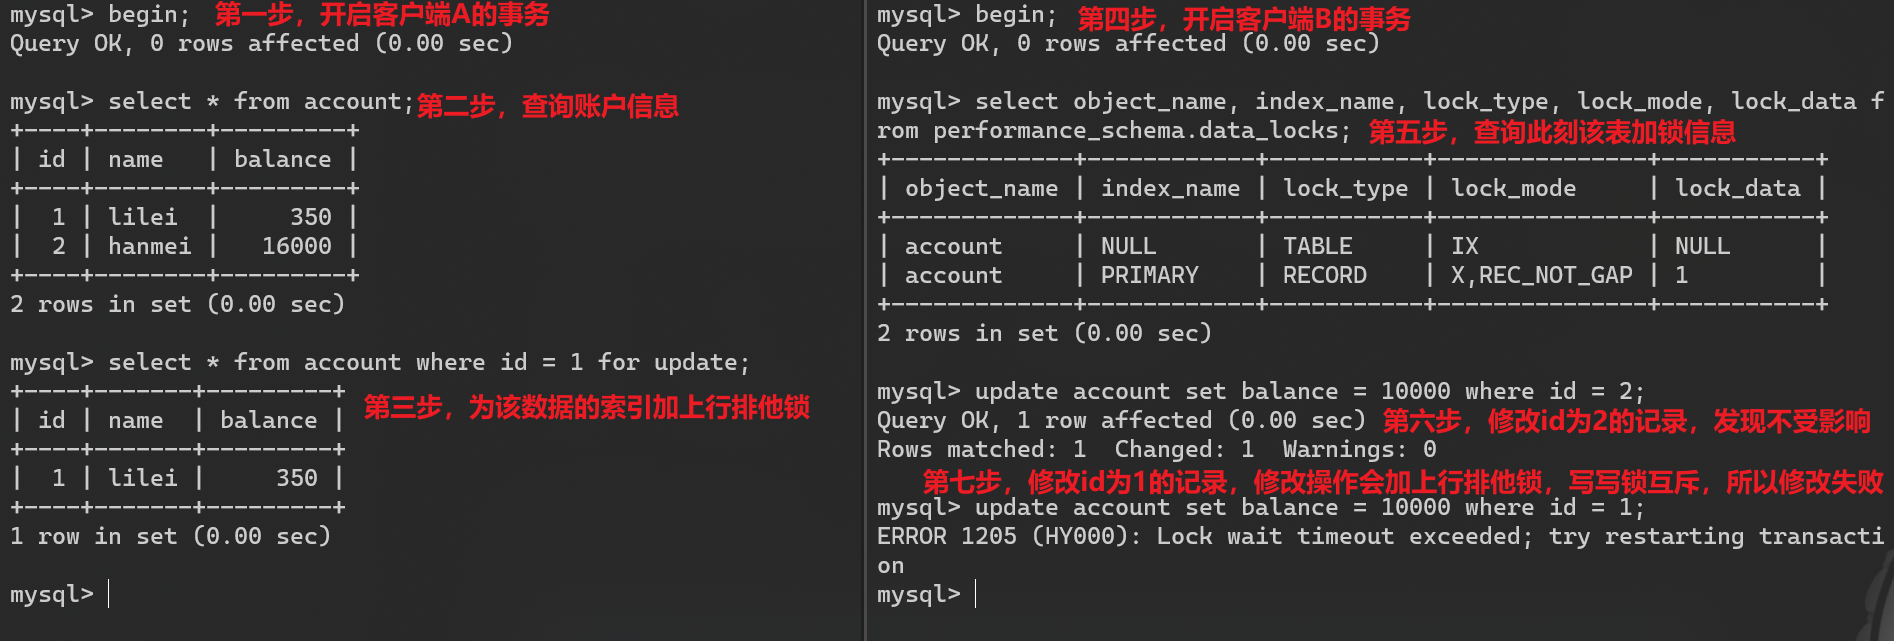 mysql> begin; 第一步，开启客户端A的事务
Query OK, 0 rows affected (0.00 sec)
mysql> select * from account;第二步，查询账户信息
+----+--------+---------+
| id | name   | balance |
+----+--------+---------+
|  1 | lilei  |     350 |
|  2 | hanmei |   16000 |
+----+--------+---------+
2 rows in set (0.00 sec)
mysql> select * from account where id = 1 for update;
+----+-------+---------+
第三步，为该数据的索引加上行排他锁
| id | name  | balance |
+----+-------+---------+
|  1 | lilei |     350 |
+----+-------+---------+
1 row in set (0.00 sec)
mysql>
mysql> begin; 第四步，开启客户端B的事务
Query OK, 0 rows affected (0.00 sec)
mysql> select object_name, index_name, lock_type, lock_mode, lock_data f
rom performance_schema.data_locks; 第五步，查询此刻该表加锁信息
+-------------+------------+-----------+---------------+-----------+
| object_name | index_name | lock_type | lock_mode     | lock_data |
+-------------+------------+-----------+---------------+-----------+
| account     | NULL       | TABLE     | IX            | NULL      |
| account     | PRIMARY    | RECORD    | X,REC_NOT_GAP | 1         |
+-------------+------------+-----------+---------------+-----------+
2 rows in set (0.00 sec)
mysql> update account set balance = 10000 where id = 2;
Query OK, 1 row affected (0.00 sec) 第六步，修改id为2的记录，发现不受影响
Rows matched: 1  Changed: 1  Warnings: 0
第七步，修改id为1的记录，修改操作会加上行排他锁，写写锁互斥，所以修改失败
mysql> update account set balance = 10000 where id = 1;
ERROR 1205 (HY000): Lock wait timeout exceeded; try restarting transacti
on
mysql>